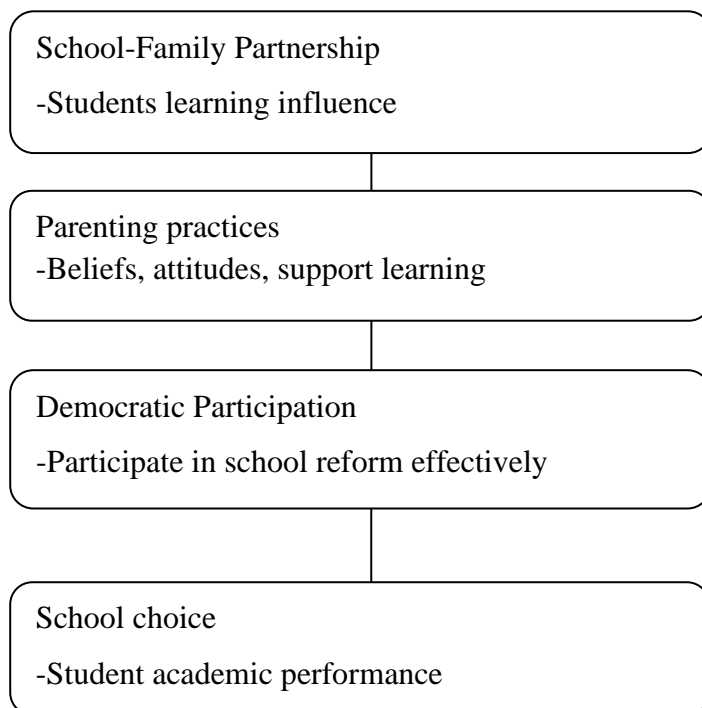 School-Family Partnership
-Students learning influence
Parenting practices
-Beliefs, attitudes, support learning
Democratic Participation
-Participate in school reform effectively
School choice
-Student academic performance